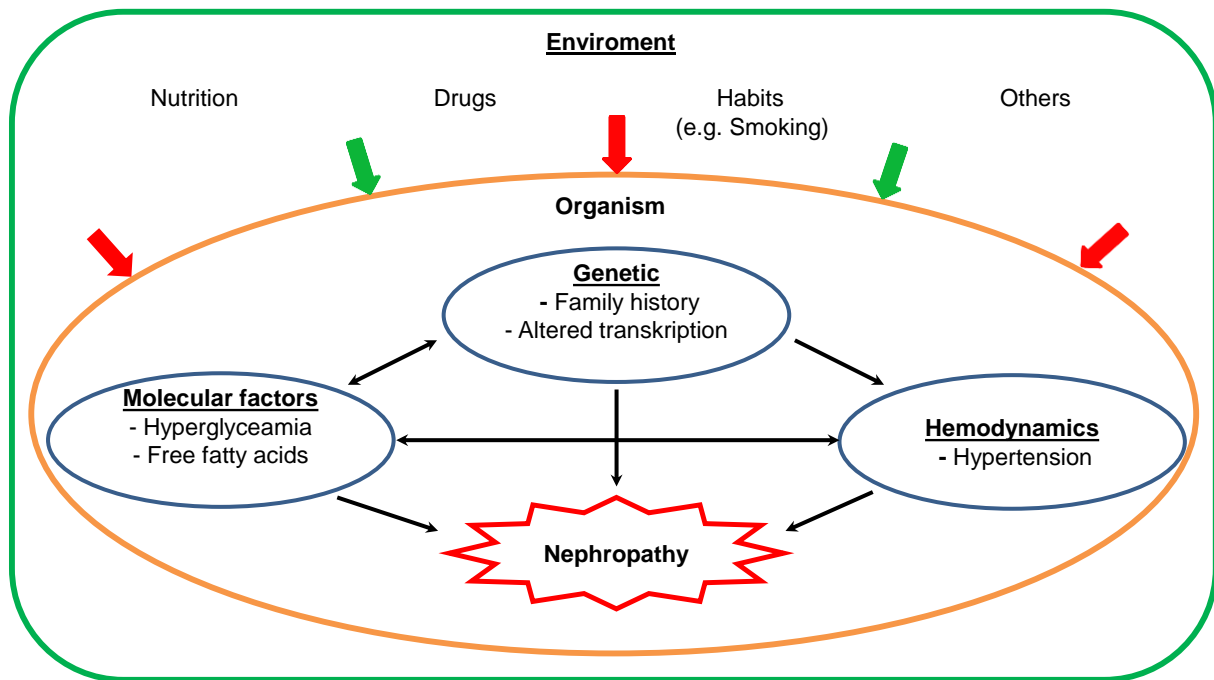 Enviroment
Nutrition
Drugs
Habits
(e.g. Smoking)
Others
Organism
Genetic
- Family history
- Altered transkription
Molecular factors
- Hyperglyceamia
- Free fatty acids
Hemodynamics
- Hypertension
Nephropathy